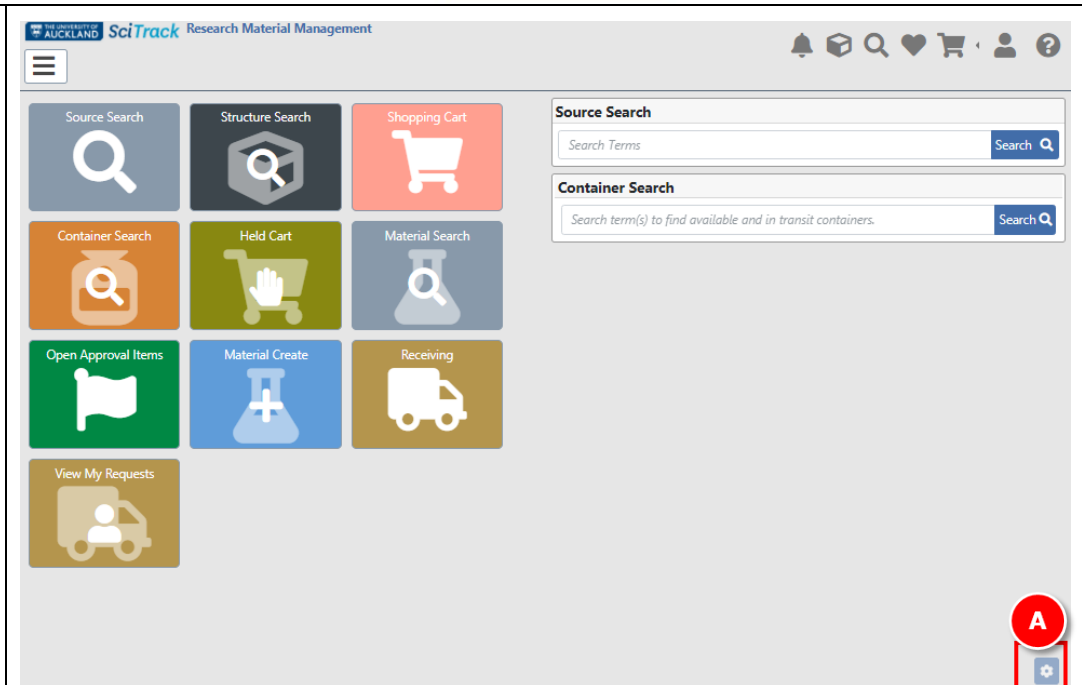 THE UNIVERSITY OF
AUCKLAND
SciTrack Research Material Management
Source Search
Structure Search
Shopping Cart
Container Search
Held Cart
Material Search
Open Approval Items
Material Create
Receiving
View My Requests
Source Search
Search Terms
Search
Container Search
Search term(s) to find available and in transit containers.
Search
A